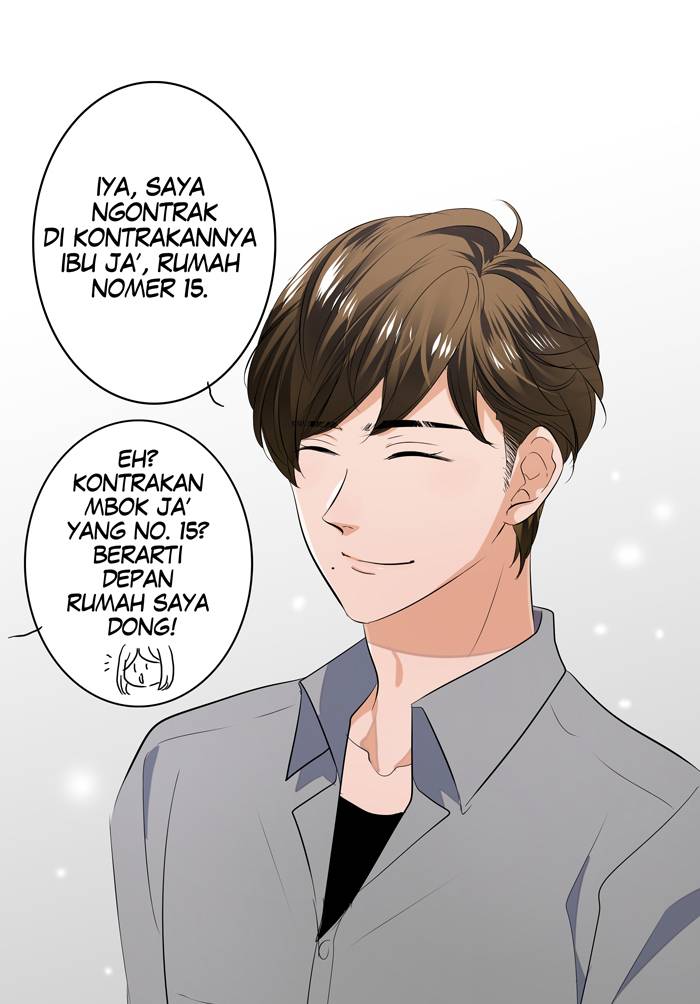 IYA, SAYA
NGONTRAK
DI KONTRAKANNYA
IBU JA', RUMAH
NOMER 15.
EH?
KONTRAKAN
MBOK JA'
YANG NO. 15?
BERARTI
DEPAN
RUMAH SAYA
DONG!